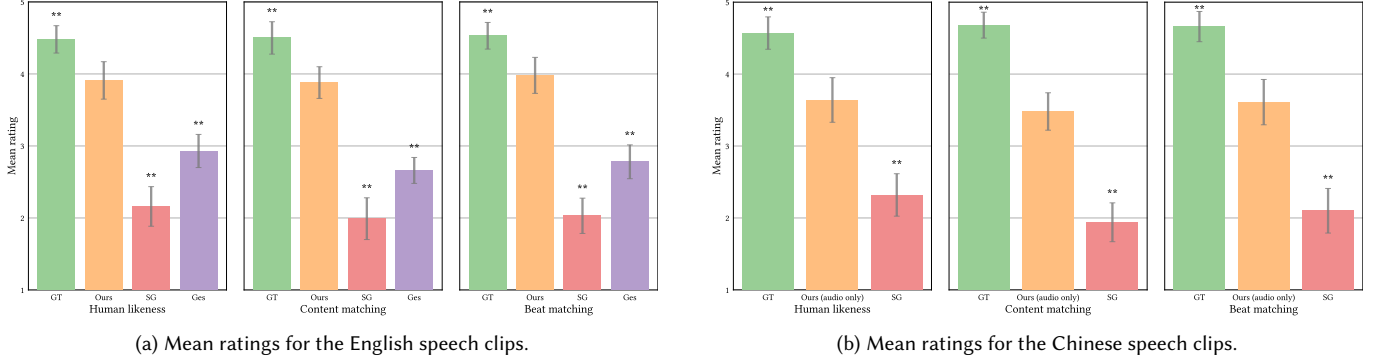 5
4
3
2
1
Mean rating
** ** **
GT Ours SG Ges
Human likeness
** ** **
GT Ours SG Ges
Content matching
** ** **
GT Ours SG Ges
Beat matching
(a) Mean ratings for the English speech clips.
5
4
3
2
1
Mean rating
** **
GT Ours (audio only) SG
Human likeness
** **
GT Ours (audio only) SG
Content matching
** **
GT Ours (audio only) SG
Beat matching
(b) Mean ratings for the Chinese speech clips.